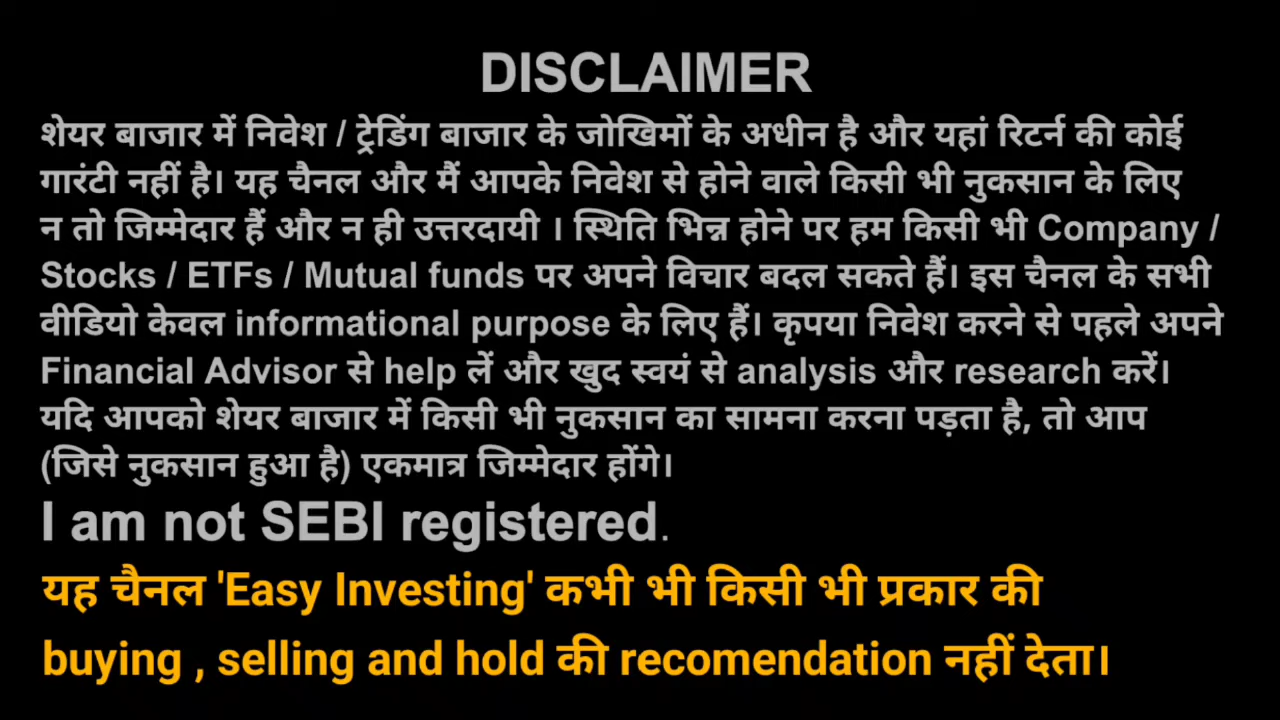 DISCLAIMER
शेयर बाजार में निवेश / ट्रेडिंग बाजार के जोखिमों के अधीन है और यहां रिटर्न की कोई
गारंटी नहीं है। यह चैनल और मैं आपके निवेश से होने वाले किसी भी नुकसान के लिए
न तो जिम्मेदार हैं और न ही उत्तरदायी । स्थिति भिन्न होने पर हम किसी भी Company /
Stocks / ETFs / Mutual funds पर अपने विचार बदल सकते हैं। इस चैनल के सभी
वीडियो केवल informational purpose के लिए हैं। कृपया निवेश करने से पहले अपने
Financial Advisor से help लें और खुद स्वयं से analysis और research करें।
यदि आपको शेयर बाजार में किसी भी नुकसान का सामना करना पड़ता है, तो आप
(जिसे नुकसान हुआ है) एकमात्र जिम्मेदार होंगे।
I am not SEBI registered.
यह चैनल 'Easy Investing' कभी भी किसी भी प्रकार की
buying , selling and hold की recomendation नहीं देता।